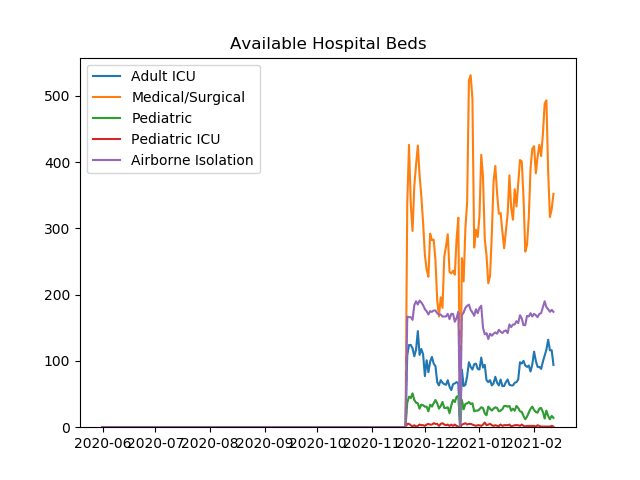 Available Hospital Beds
Adult ICU
Medical/Surgical
Pediatric
Pediatric ICU
Airborne Isolation
500
400
300
200
100
0
2020-06 2020-07 2020-08 2020-09 2020-10 2020-11 2020-12 2021-01 2021-02